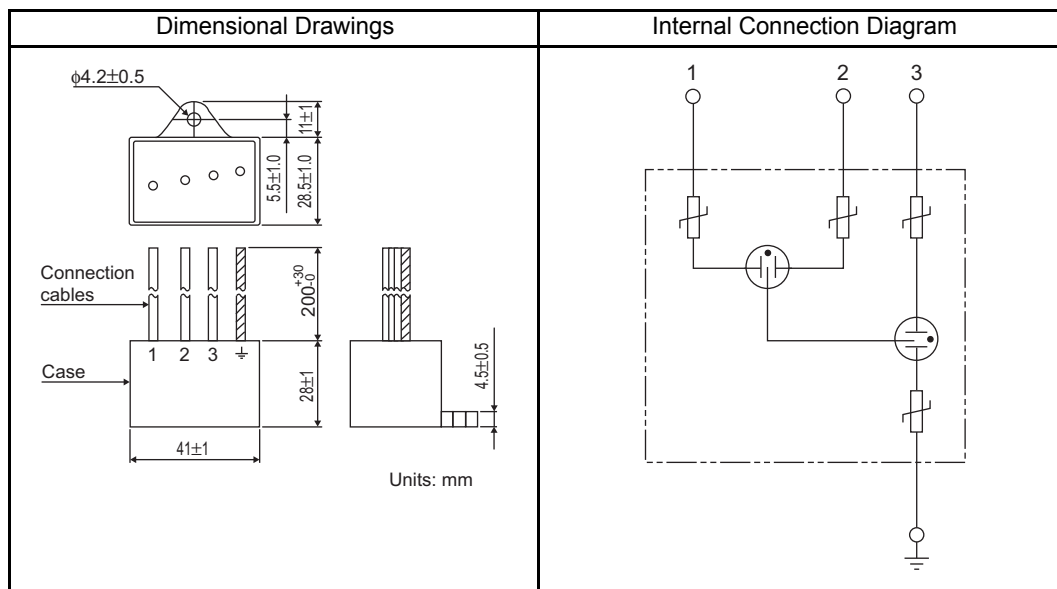 Dimensional Drawings
Internal Connection Diagram
φ4.2±0.5
11±1
5.5±1.0
28.5±1.0
Connection
cables
200+30-0
1 2 3
Case
28±1
4.5±0.5
41±1
Units: mm
1 2 3